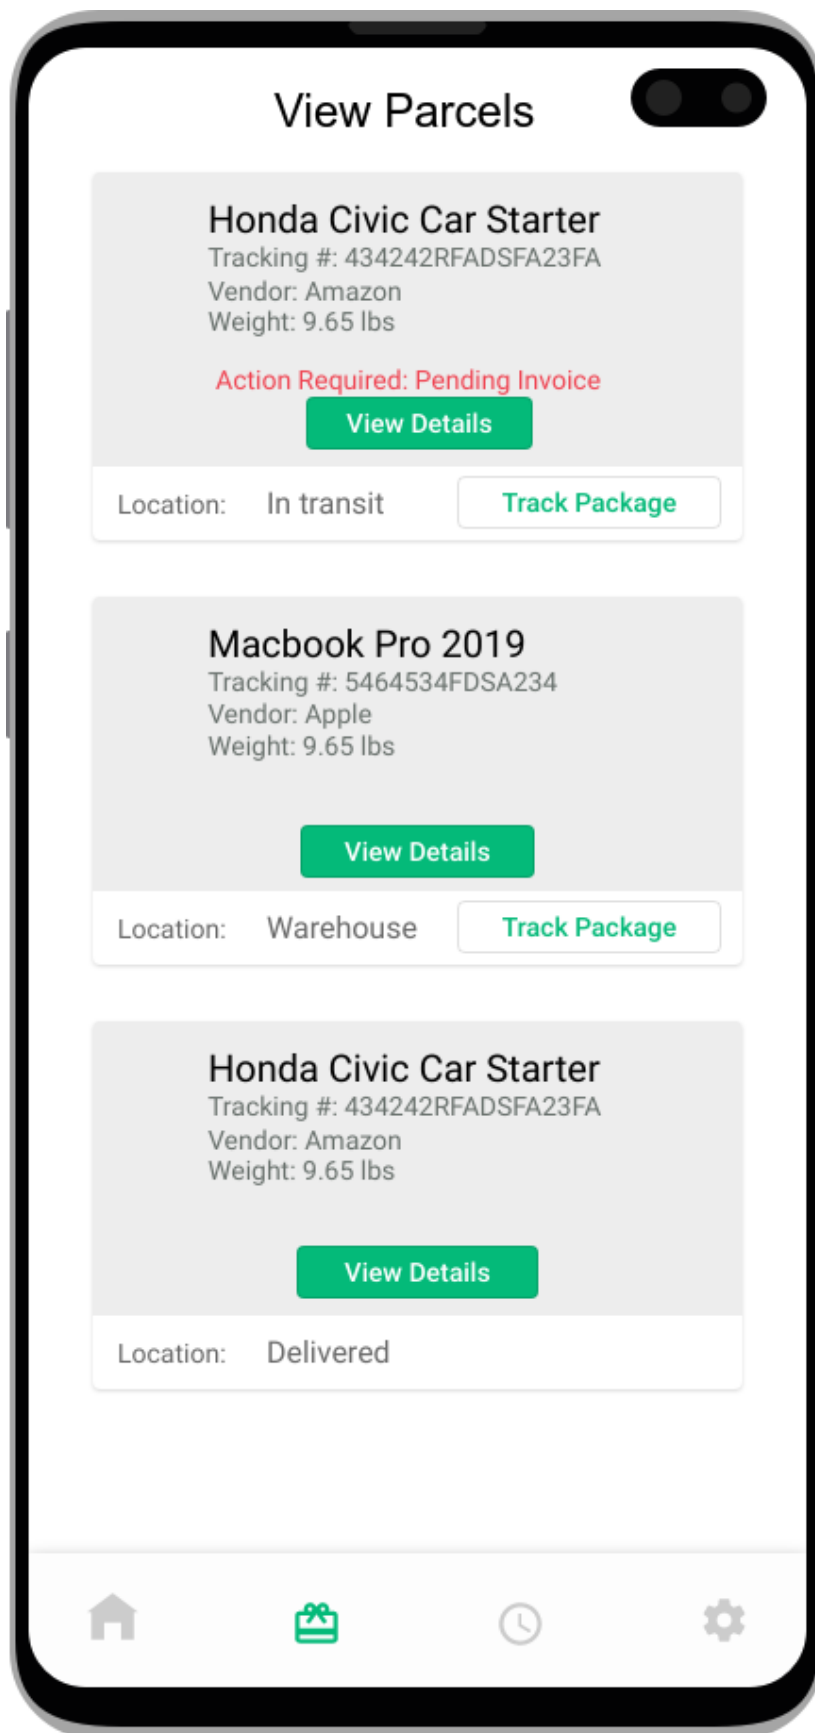 View Parcels
Honda Civic Car Starter
Tracking #: 434242RFADSFA23FA
Vendor: Amazon
Weight: 9.65 lbs
Action Required: Pending Invoice
View Details
Location: In transit Track Package
Macbook Pro 2019
Tracking #: 5464534FDSA234
Vendor: Apple
Weight: 9.65 lbs
View Details
Location: Warehouse Track Package
Honda Civic Car Starter
Tracking #: 434242RFADSFA23FA
Vendor: Amazon
Weight: 9.65 lbs
View Details
Location: Delivered